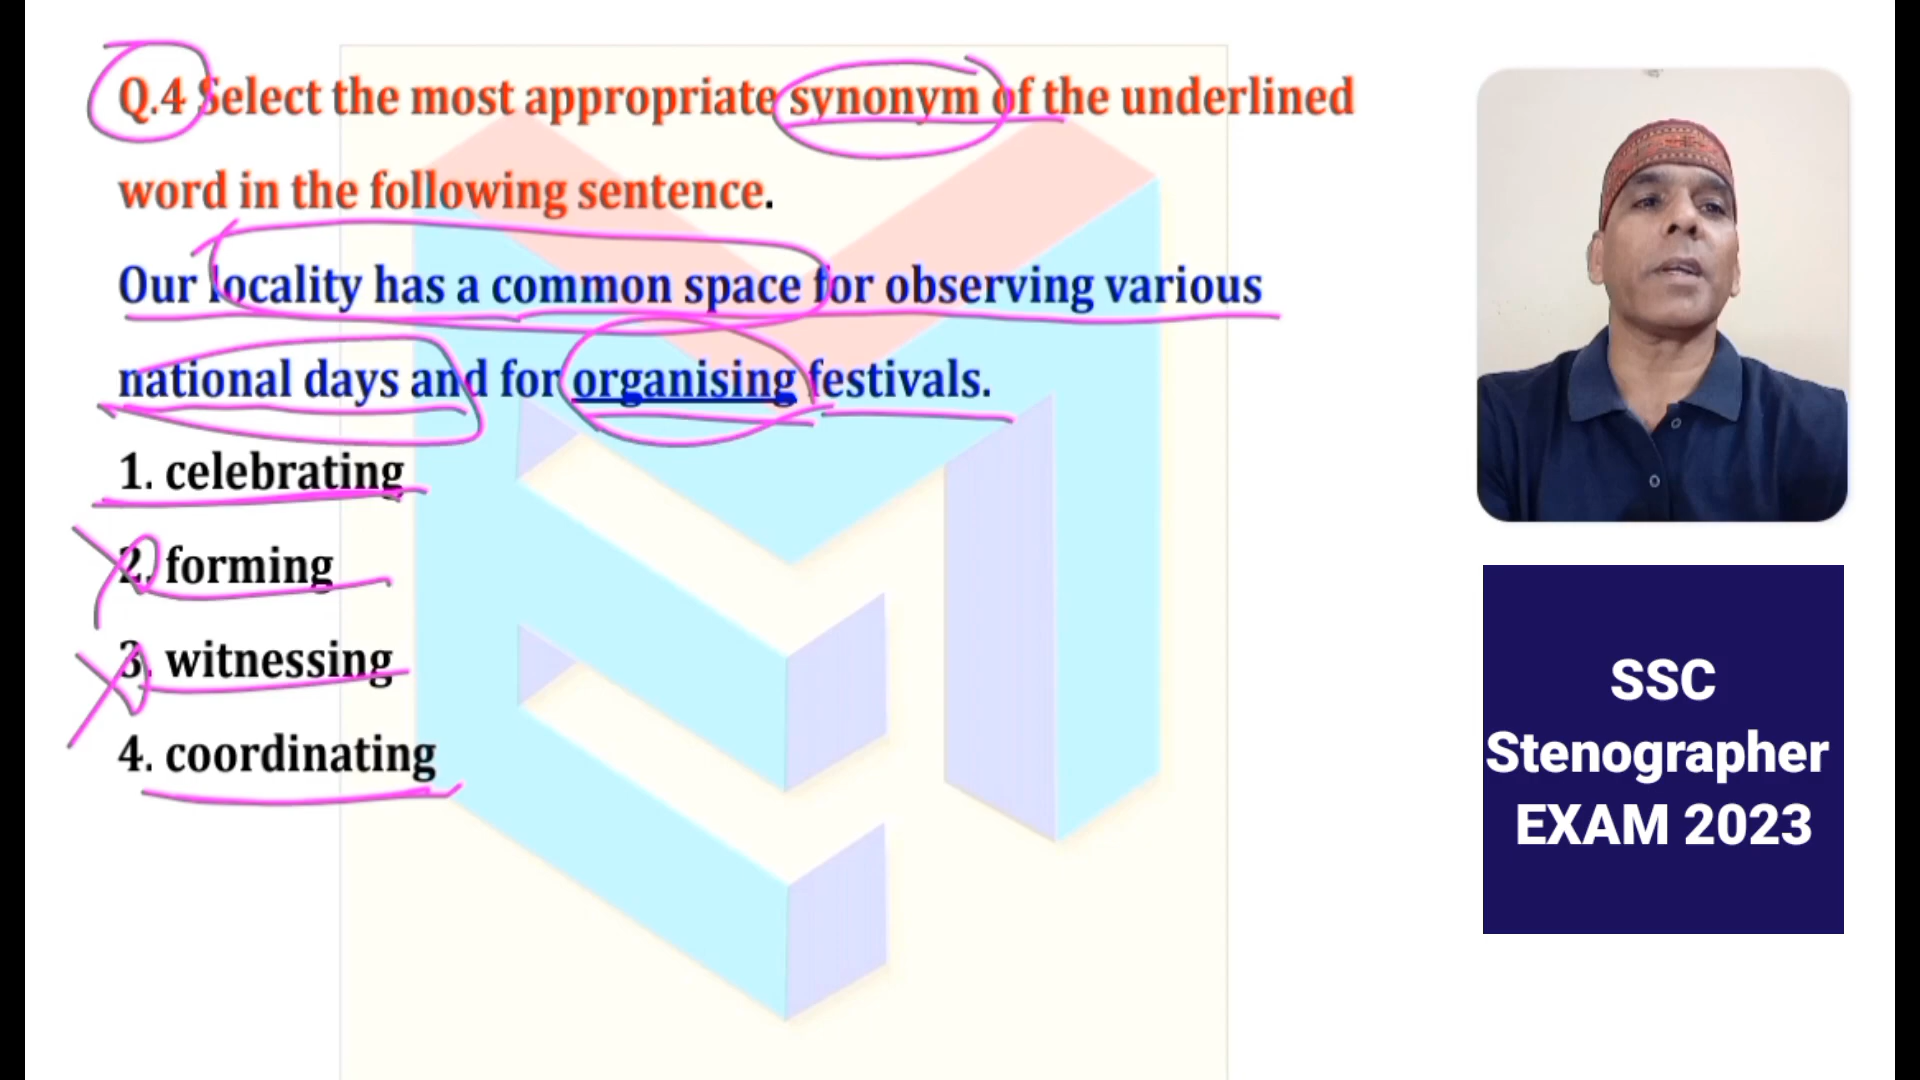 Q.4 Select the most appropriate synonym of the underlined
word in the following sentence.
Our locality has a common space for observing various
national days and for organising festivals.
1. celebrating
2. forming
3. witnessing
4. coordinating
SSC
Stenographer
EXAM 2023